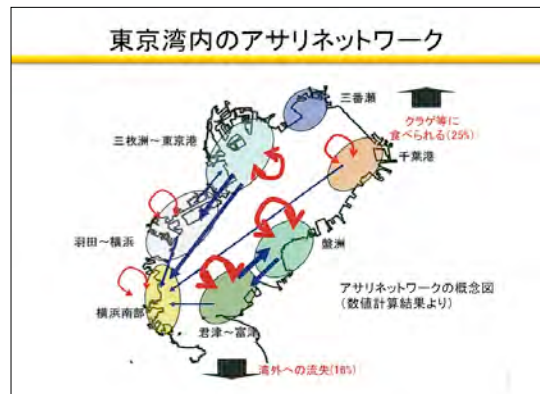 東京湾内のアサリネットワーク
三番瀬
クラゲ等に
食べられる(25%)
三枚洲~東京港
千葉港
羽田~横浜
盤洲
アサリネットワークの概念図
(数値計算結果より)
横浜南部
君津~富津
湾外への流失(16%)